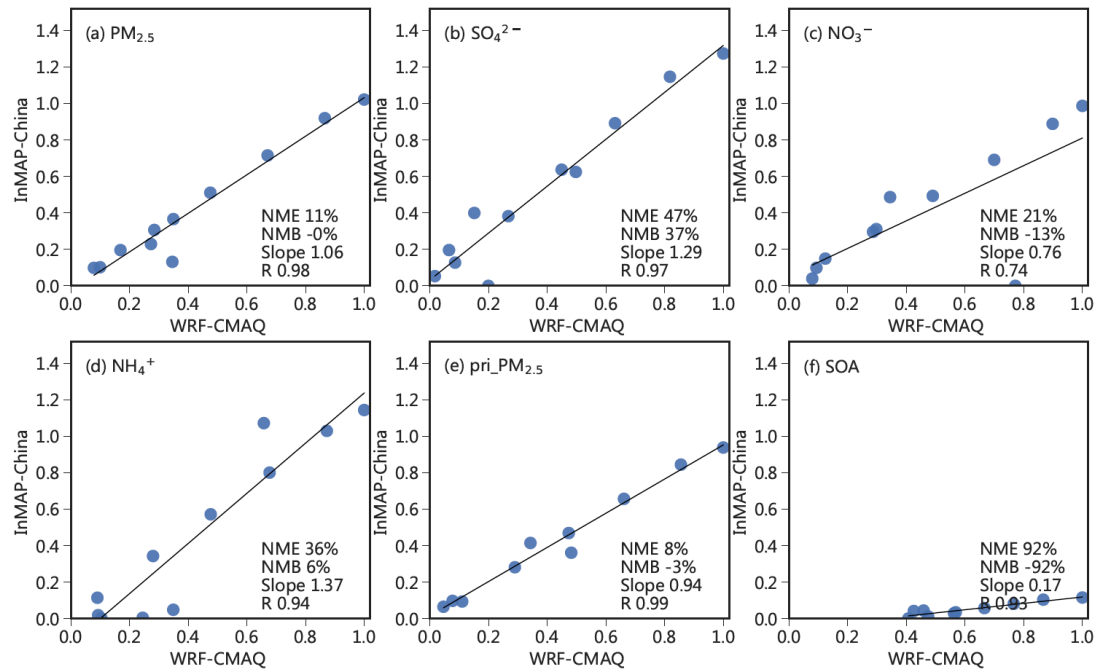 (a) PM2.5
1.4
1.2
1.0
0.8
0.6
0.4
0.2
0.0
InMAP-China
NME 11%
NMB -0%
Slope 1.06
R 0.98
0.0 0.2 0.4 0.6 0.8 1.0
WRF-CMAQ
(b) SO4 2−
1.4
1.2
1.0
0.8
0.6
0.4
0.2
0.0
InMAP-China
NME 47%
NMB 37%
Slope 1.29
R 0.97
0.0 0.2 0.4 0.6 0.8 1.0
WRF-CMAQ
(c) NO3−
1.4
1.2
1.0
0.8
0.6
0.4
0.2
0.0
InMAP-China
NME 21%
NMB -13%
Slope 0.76
R 0.74
0.0 0.2 0.4 0.6 0.8 1.0
WRF-CMAQ
(d) NH4+
1.4
1.2
1.0
0.8
0.6
0.4
0.2
0.0
InMAP-China
NME 36%
NMB 6%
Slope 1.37
R 0.94
0.0 0.2 0.4 0.6 0.8 1.0
WRF-CMAQ
(e) pri_PM2.5
1.4
1.2
1.0
0.8
0.6
0.4
0.2
0.0
InMAP-China
NME 8%
NMB -3%
Slope 0.94
R 0.99
0.0 0.2 0.4 0.6 0.8 1.0
WRF-CMAQ
(f) SOA
1.4
1.2
1.0
0.8
0.6
0.4
0.2
0.0
InMAP-China
NME 92%
NMB -92%
Slope 0.17
R
0.0 0.2 0.4 0.6 0.8 1.0
WRF-CMAQ